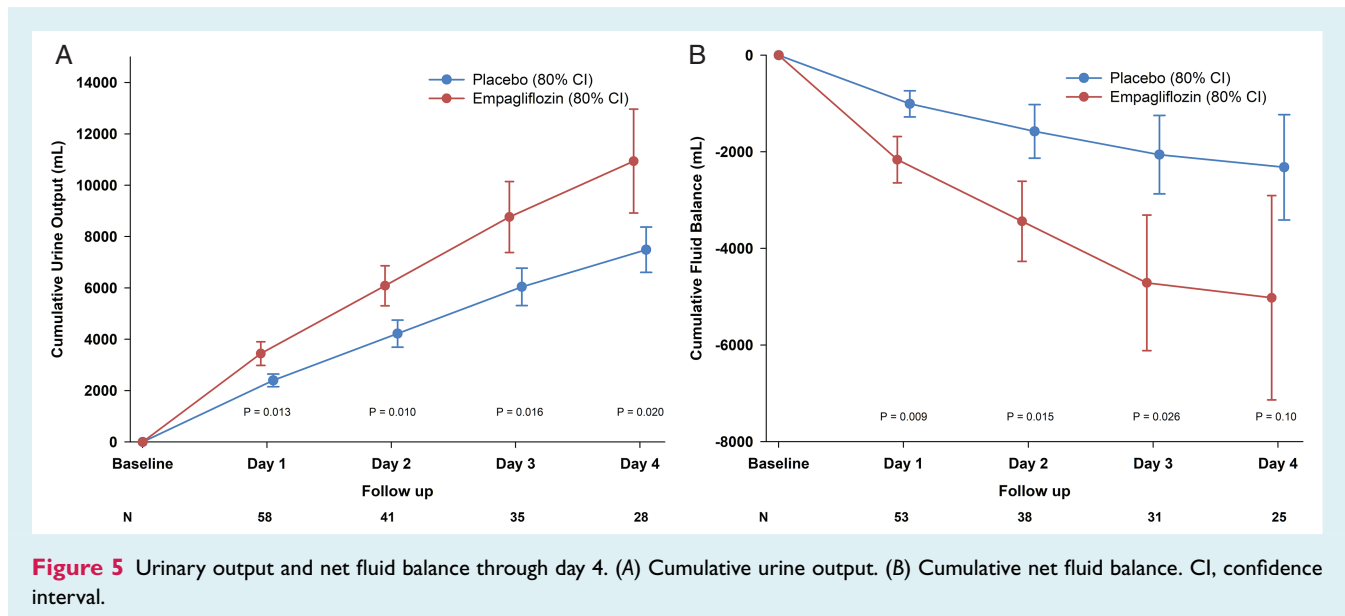 A
Placebo (80% CI)
Empagliflozin (80% CI)
Cumulative Urine Output (mL)
14000
12000
10000
8000
6000
4000
2000
0
P = 0.013 P = 0.010 P = 0.016 P = 0.020
Baseline Day 1 Day 2 Day 3 Day 4
Follow up
N 58 41 35 28
B
Placebo (80% CI)
Empagliflozin (80% CI)
Cumulative Fluid Balance (mL)
0
-2000
-4000
-6000
-8000
P = 0.009 P = 0.015 P = 0.026 P = 0.10
Baseline Day 1 Day 2 Day 3 Day 4
Follow up
N 53 38 31 25
Figure 5 Urinary output and net fluid balance through day 4. (A) Cumulative urine output. (B) Cumulative net fluid balance. CI, confidence
interval.